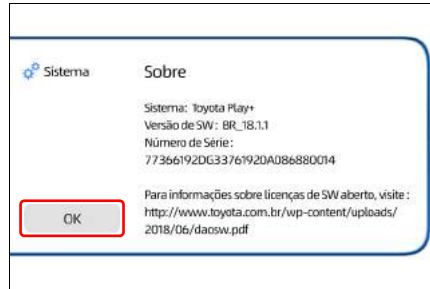 Sistema
Sobre
Sistema: Toyota Play+
Versão de SW: BR_18.1.1
Número de Série:
77366192DG33761920A086880014
Para informações sobre licenças de SW aberto, visite:
http://www.toyota.com.br/wp-content/uploads/
2018/06/daosw.pdf
OK